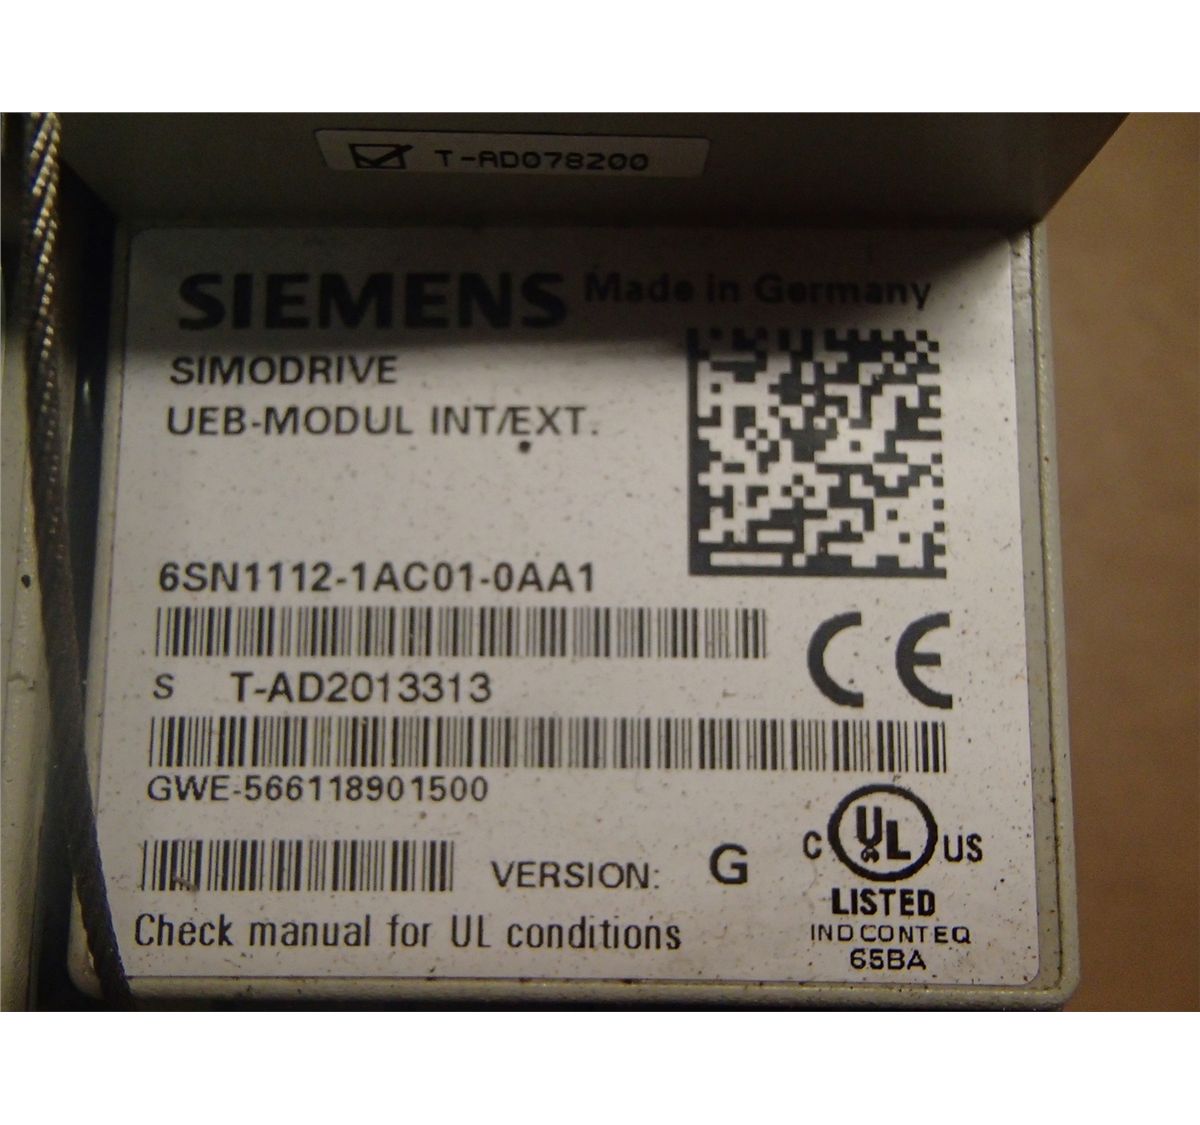 T-AD078200
SIEMENS Made in Germany
SIMODRIVE
UEB-MODUL INT/EXT.
6SN1112-1AC01-0AA1
S T-AD2013313
GWE-566118901500
VERSION: G
C UL US
LISTED
IND CONT EQ
65BA
Check manual for UL conditions
CE